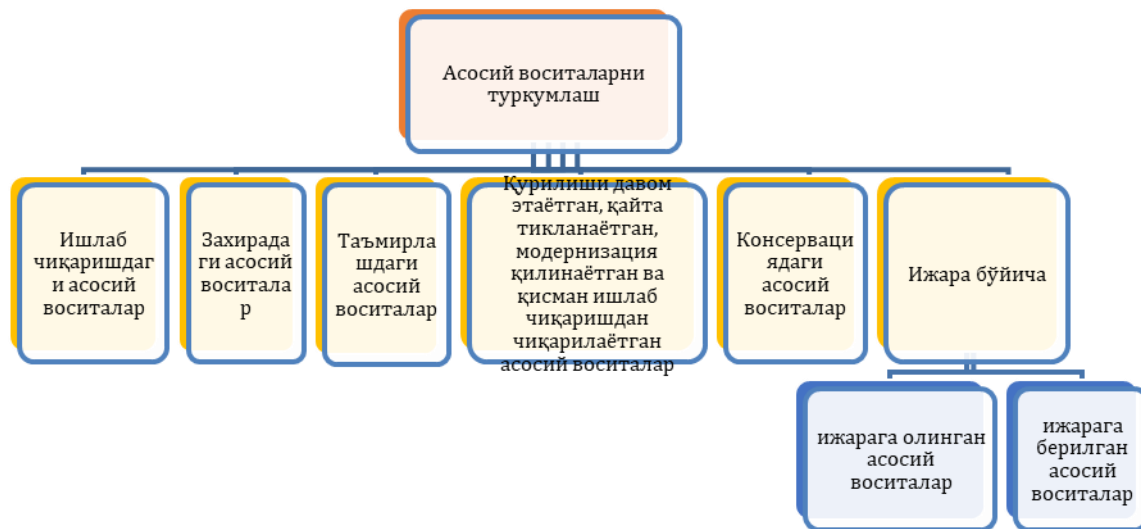 Асосий воситаларни
туркумлаш
Ишлаб
чиқаришдаг
и асосий
воситалар
Захирада
ги асосий
воситала
р
Таъмирла
шдаги
асосий
воситалар
Қурилиши давом
этаётган, қайта
тикланаётган,
модернизация
қилинаётган ва
қисман ишлаб
чиқаришдан
чиқарилаётган
асосий воситалар
Консерваци
ядаги
асосий
воситалар
Ижара бўйича
ижарага олинган
асосий
воситалар
ижарага
берилган
асосий
воситалар